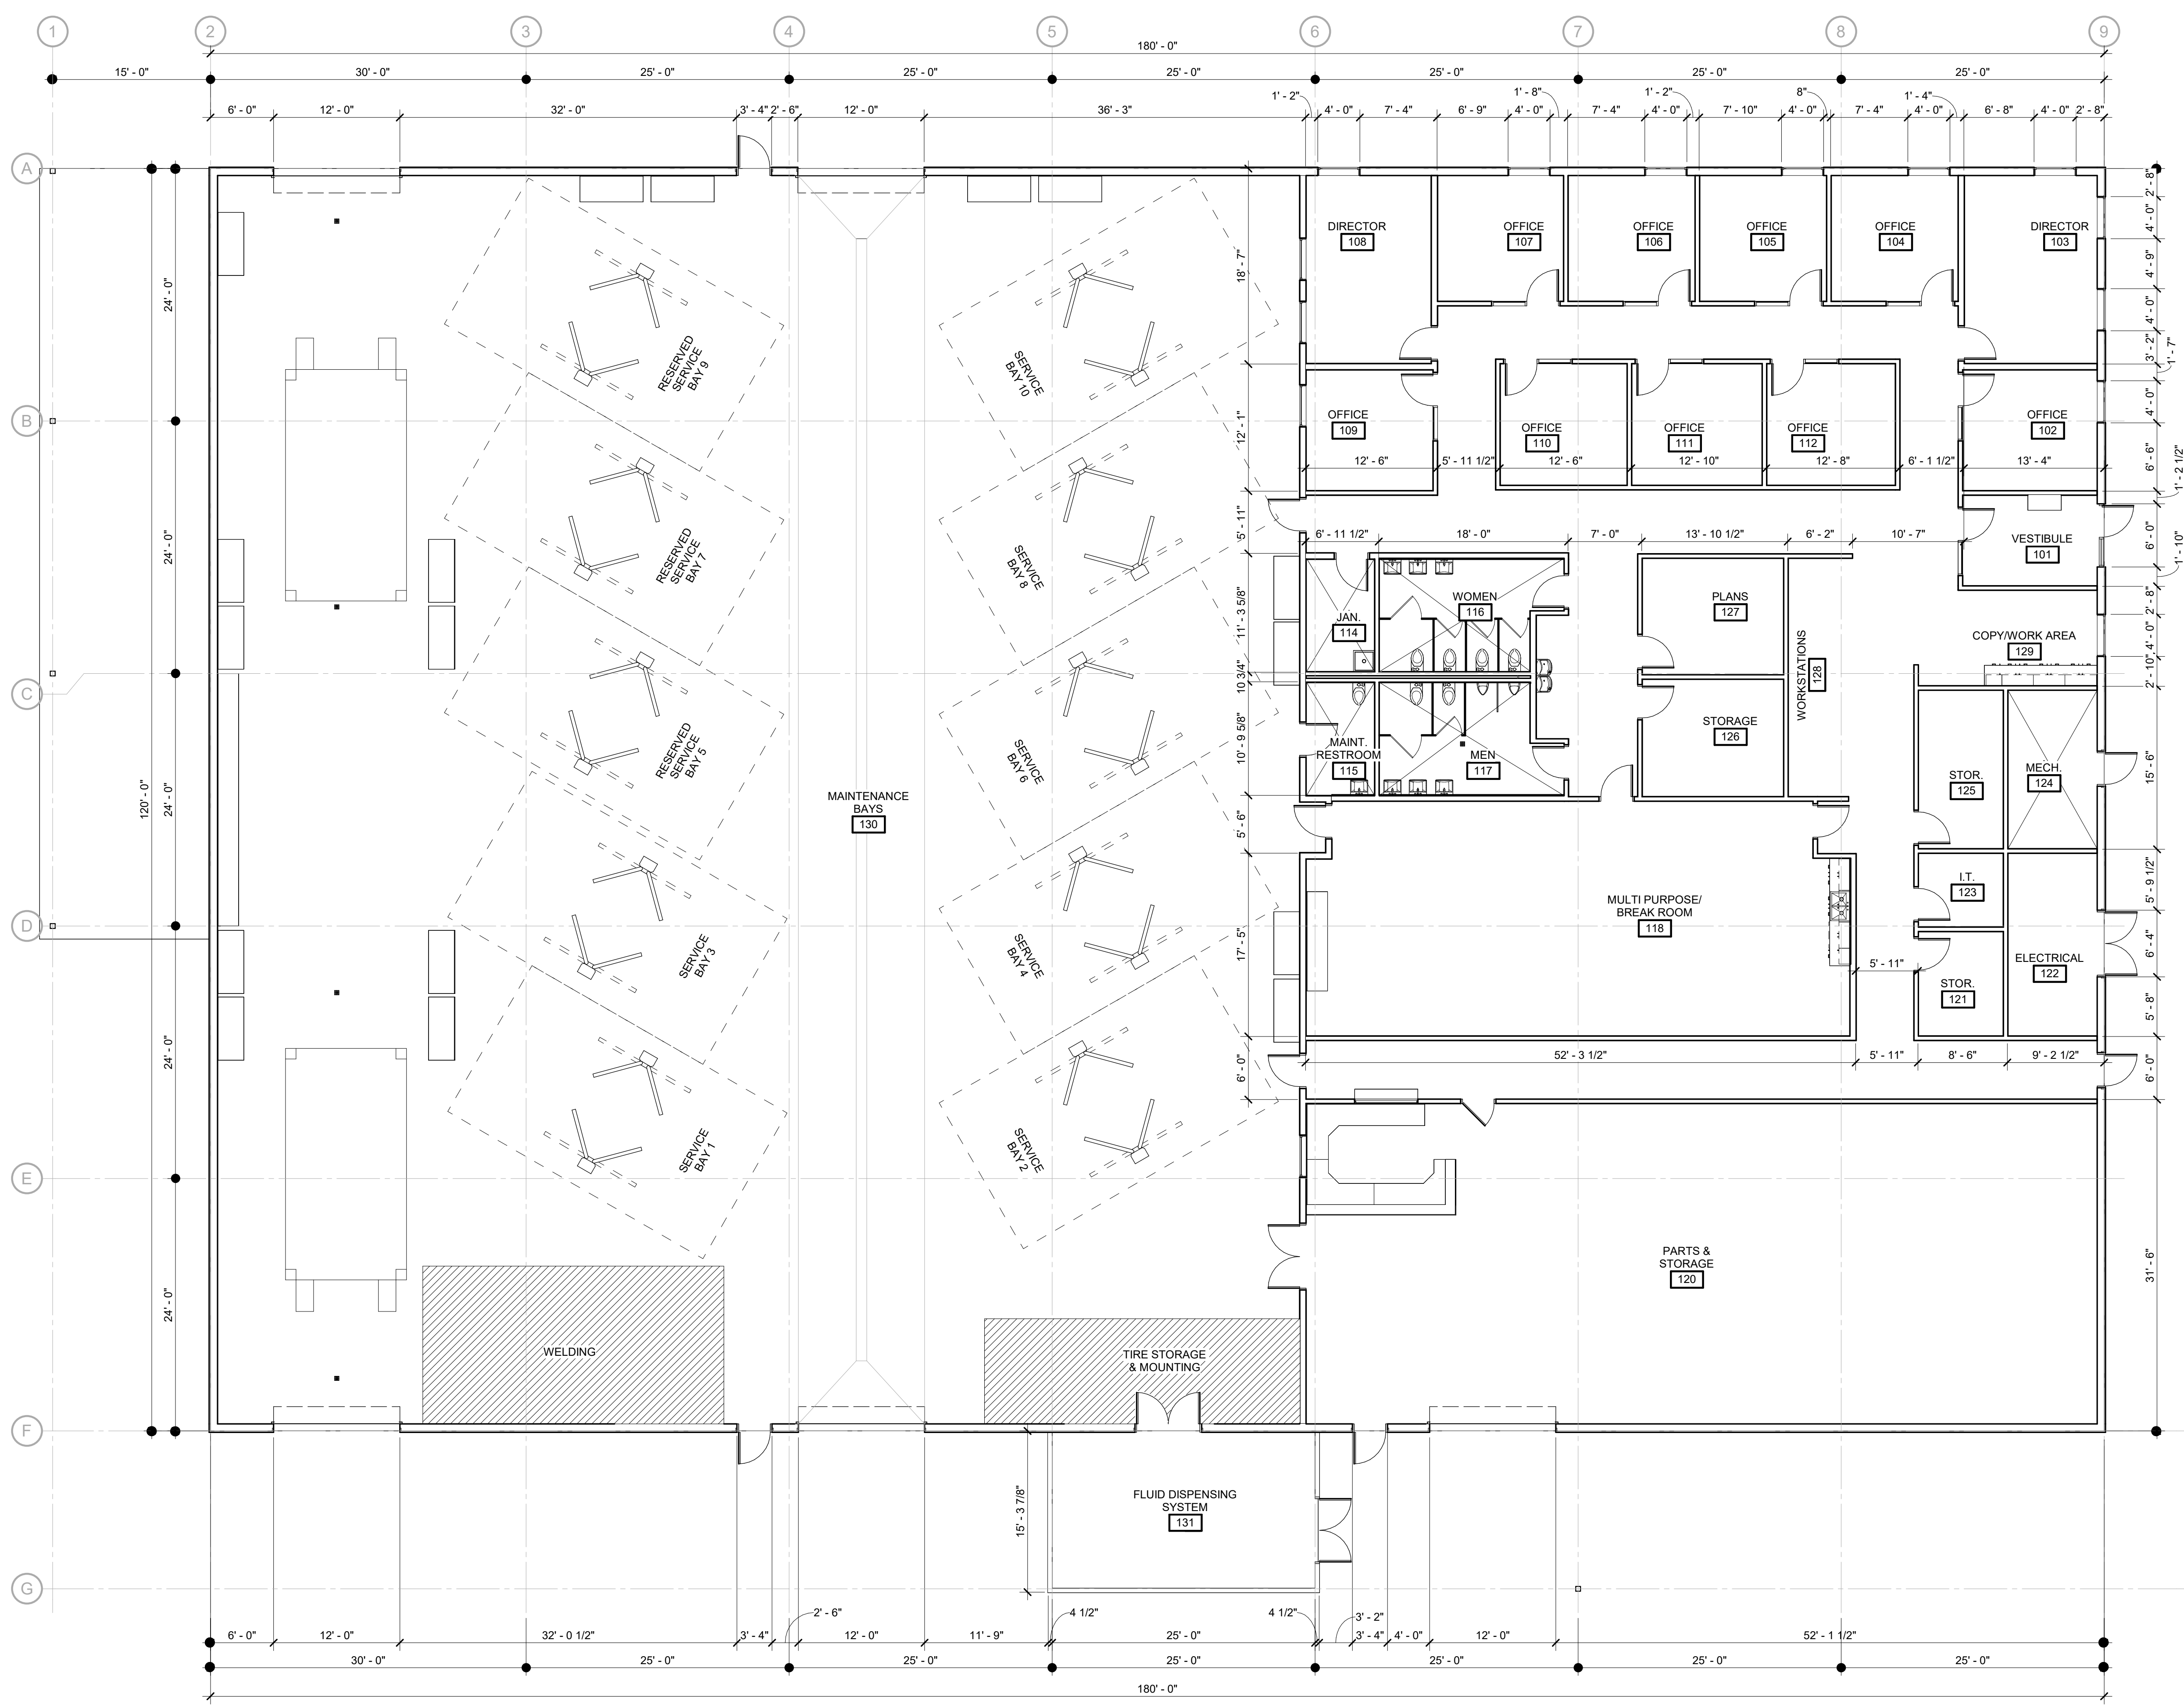 1 2 3 4 5 6 7 8 9
180' - 0"
15' - 0" 30' - 0" 25' - 0" 25' - 0" 25' - 0" 25' - 0" 25' - 0" 25' - 0"
1' - 2" 1' - 8" 1' - 2" 8" 1' - 4"
6' - 0" 12' - 0" 32' - 0" 3' - 4" 2' - 6" 12' - 0" 36' - 3" 4' - 0" 7' - 4" 6' - 9" 4' - 0" 7' - 4" 4' - 0" 7' - 10" 4' - 0" 7' - 4" 4' - 0" 6' - 8" 4' - 0" 2' - 8"
A
B
C
D
E
F
G
120' - 0"
24' - 0"
24' - 0"
24' - 0"
24' - 0"
24' - 0"
RESERVED
SERVICE
BAY 9
RESERVED
SERVICE
BAY 7
RESERVED
SERVICE
BAY 5
SERVICE
BAY 3
SERVICE
BAY 1
WELDING
MAINTENANCE
BAYS
130
SERVICE
BAY 10
SERVICE
BAY 8
SERVICE
BAY 6
SERVICE
BAY 4
SERVICE
BAY 2
TIRE STORAGE
& MOUNTING
FLUID DISPENSING
SYSTEM
131
15' - 3 7/8"
18' - 7"
12' - 1"
5' - 11"
11' - 3 5/8"
10 3/4"
10' - 9 5/8"
5' - 6"
17' - 5"
6' - 0"
DIRECTOR
108
OFFICE
107
OFFICE
106
OFFICE
105
OFFICE
104
DIRECTOR
103
OFFICE
109
OFFICE
110
OFFICE
111
OFFICE
112
OFFICE
102
12' - 6" 5' - 11 1/2" 12' - 6" 12' - 10" 12' - 8" 6' - 1 1/2" 13' - 4"
6' - 11 1/2" 18' - 0" 7' - 0" 13' - 10 1/2" 6' - 2" 10' - 7"
VESTIBULE
101
JAN.
114
WOMEN
116
PLANS
127
WORKSTATIONS
128
COPY/WORK AREA
129
MAINT.
RESTROOM
115
MEN
117
STORAGE
126
STOR.
125
MECH.
124
I.T.
123
MULTI PURPOSE/
BREAK ROOM
118
5' - 11"
STOR.
121
ELECTRICAL
122
52' - 3 1/2" 5' - 11" 8' - 6" 9' - 2 1/2"
PARTS &
STORAGE
120
2' - 8"
4' - 0"
4' - 9"
4' - 0"
3' - 2"
1' - 7"
4' - 0"
6' - 6"
1' - 2 1/2"
6' - 0"
1' - 10"
2' - 8"
4' - 0"
2' - 10"
15' - 6"
5' - 9 1/2"
6' - 4"
5' - 8"
6' - 0"
31' - 6"
2' - 6" 4 1/2" 4 1/2" 3' - 2"
6' - 0" 12' - 0" 32' - 0 1/2" 3' - 4" 12' - 0" 11' - 9" 25' - 0" 3' - 4" 4' - 0" 12' - 0" 52' - 1 1/2"
30' - 0" 25' - 0" 25' - 0" 25' - 0" 25' - 0" 25' - 0" 25' - 0"
180' - 0"